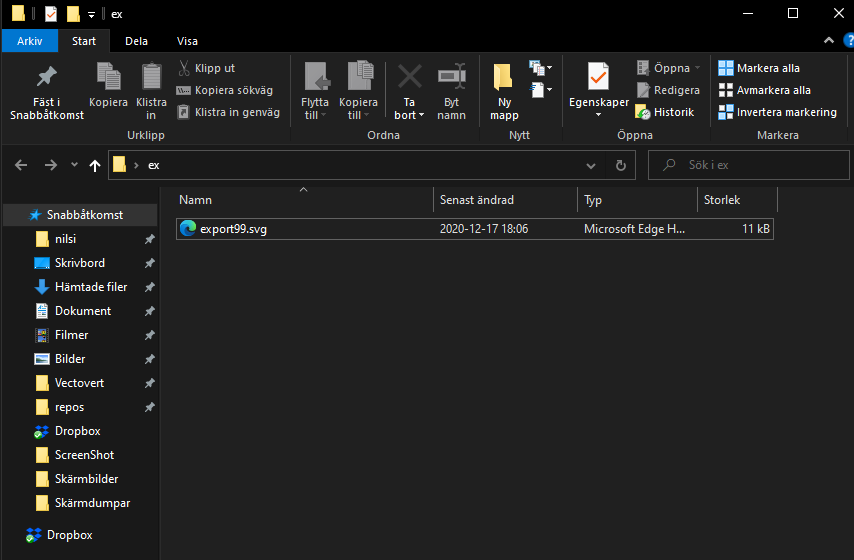 ex
Arkiv
Start
Dela
Visa
Fäst i
Snabbåtkomst
Kopiera
Klistra
in
Klipp ut
Kopiera sökväg
Klistra in genväg
Urklipp
Flytta
till
Kopiera
till
Ta
bort
Byt
namn
Ordna
Ny
mapp
Nytt
Egenskaper
Öppna
Redigera
Historik
Öppna
Markera alla
Avmarkera alla
Invertera markering
Markera
ex
Sök i ex
Namn
Senast ändrad
Typ
Storlek
export99.svg
2020-12-17 18:06
Microsoft Edge H...
11 kB
Snabbåtkomst
nilsi
Skrivbord
Hämtade filer
Dokument
Filmer
Bilder
Vectovert
repos
Dropbox
ScreenShot
Skärmbilder
Skärmdumpar
Dropbox